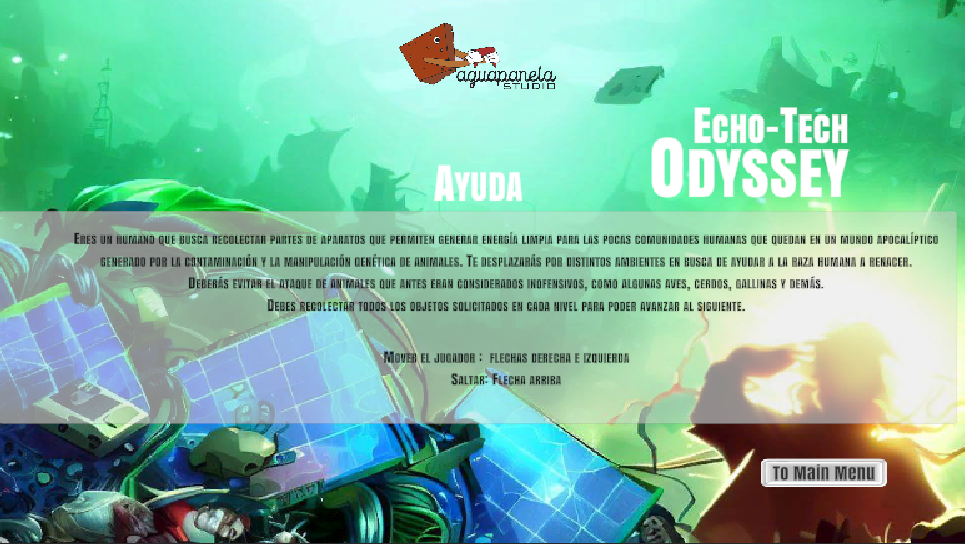 aguapanela
STUDIO
Echo-Tech
Odyssey
Ayuda
Eres un humano que busca recolectar partes de aparatos que permiten generar energía limpia para las pocas comunidades humanas que quedan en un mundo apocalíptico
generado por la contaminación y la manipulación genética de animales. Te desplazarás por distintos ambientes en busca de ayudar a la raza humana a renacer.
Deberás evitar el ataque de animales que antes eran considerados inofensivos, como algunas aves, cerdos, gallinas y demás.
Debes recolectar todos los objetos solicitados en cada nivel para poder avanzar al siguiente.
Mover el jugador : flechas derecha e izquierda
Saltar: Flecha arriba
To Main Menu